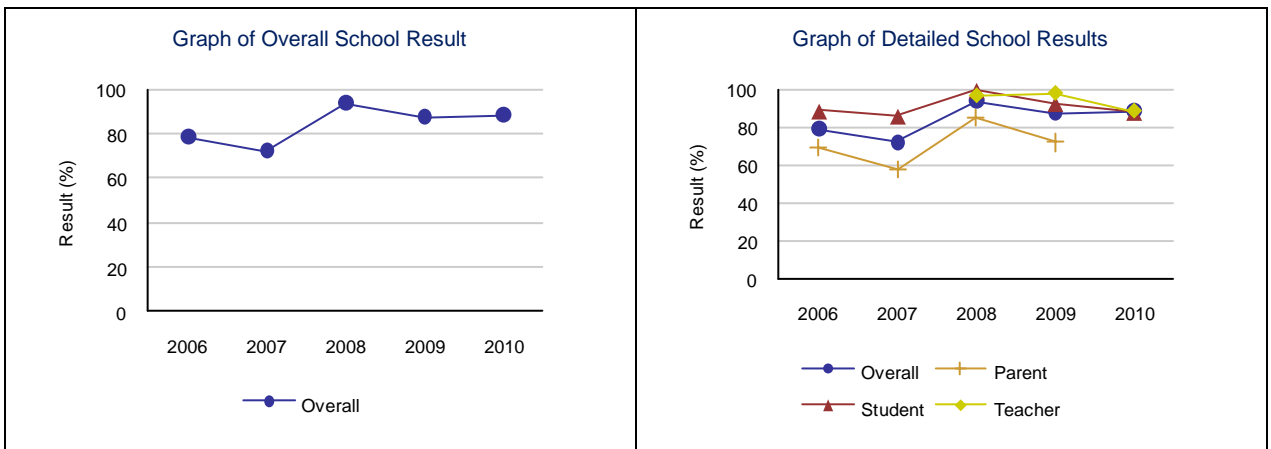 Graph of Overall School Result
100
80
60
40
20
0
Result (%)
2006 2007 2008 2009 2010
Overall
Graph of Detailed School Results
100
80
60
40
20
0
Result (%)
2006 2007 2008 2009 2010
Overall Parent
Student Teacher